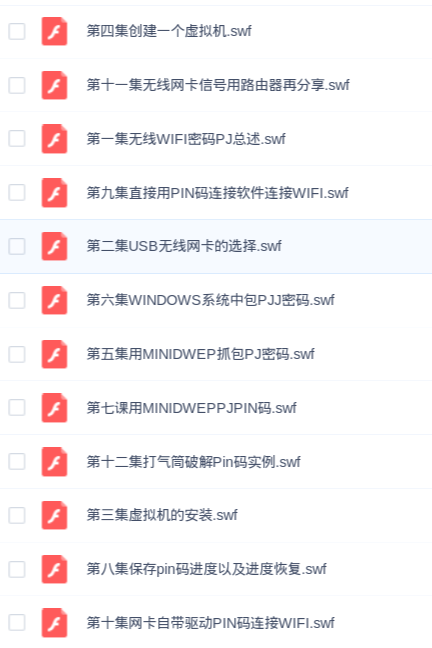 第四集创建一个虚拟机.swf
第十一集无线网卡信号用路由器再分享.swf
第一集无线WIFI密码PJ总述.swf
第九集直接用PIN码连接软件连接WIFI.swf
第二集USB无线网卡的选择.swf
第六集WINDOWS系统中包PJJ密码.swf
第五集用MINIDWEP抓包PJ密码.swf
第七课用MINIDWEPPJPIN码.swf
第十二集打气筒破解Pin码实例.swf
第三集虚拟机的安装.swf
第八集保存pin码进度以及进度恢复.swf
第十集网卡自带驱动PIN码连接WIFI.swf